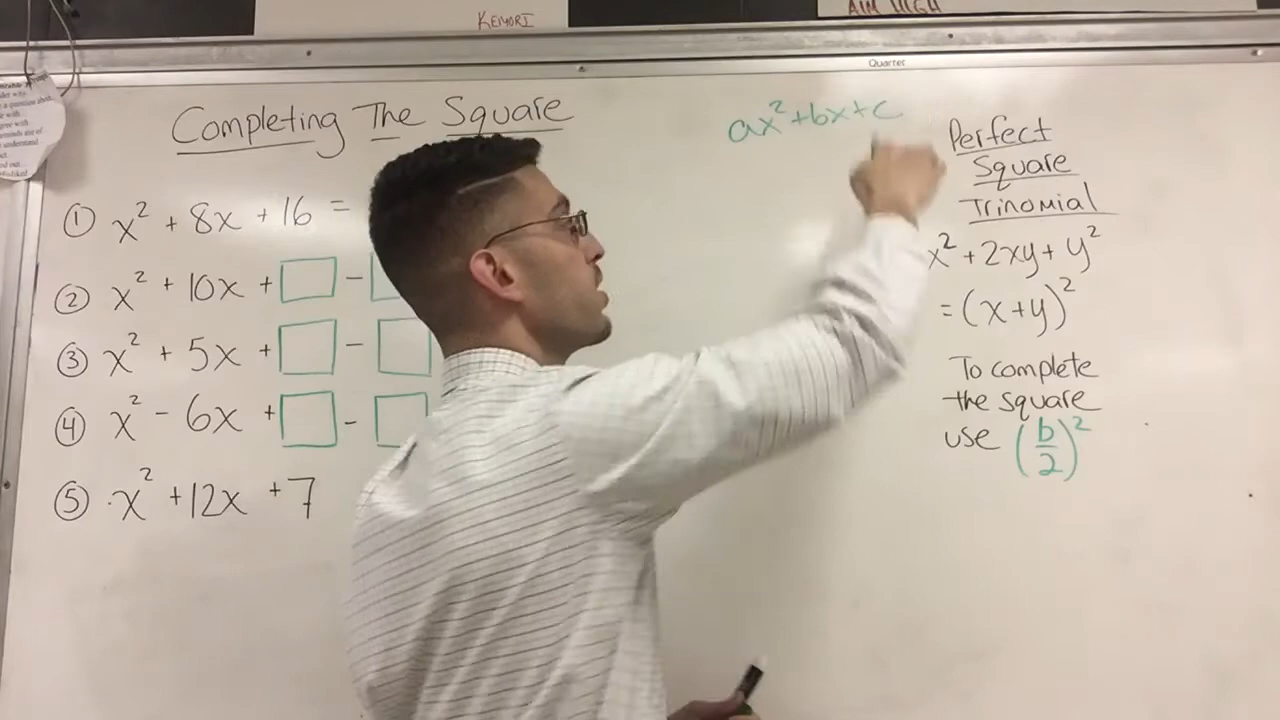 KEMORI
AIM HIGH
Quartet
Completing The Square
① x² + 8x + 16 =
② x² + 10x + □ - □
③ x² + 5x + □ - □
④ x² - 6x + □ - □
⑤ x² + 12x + 7
ax² + bx + c
Perfect
Square
Trinomial
x² + 2xy + y²
= (x+y)²
To complete
the square
use (b/2)²